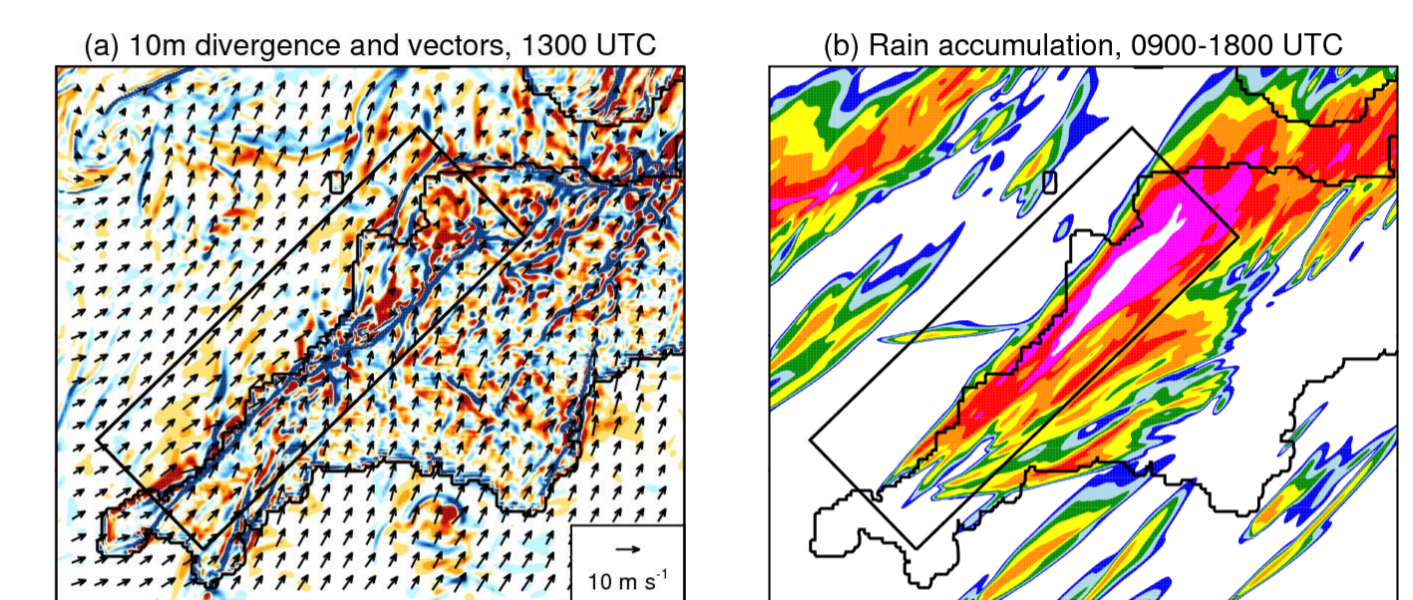 (a) 10m divergence and vectors, 1300 UTC
(b) Rain accumulation, 0900-1800 UTC
10 m s-1